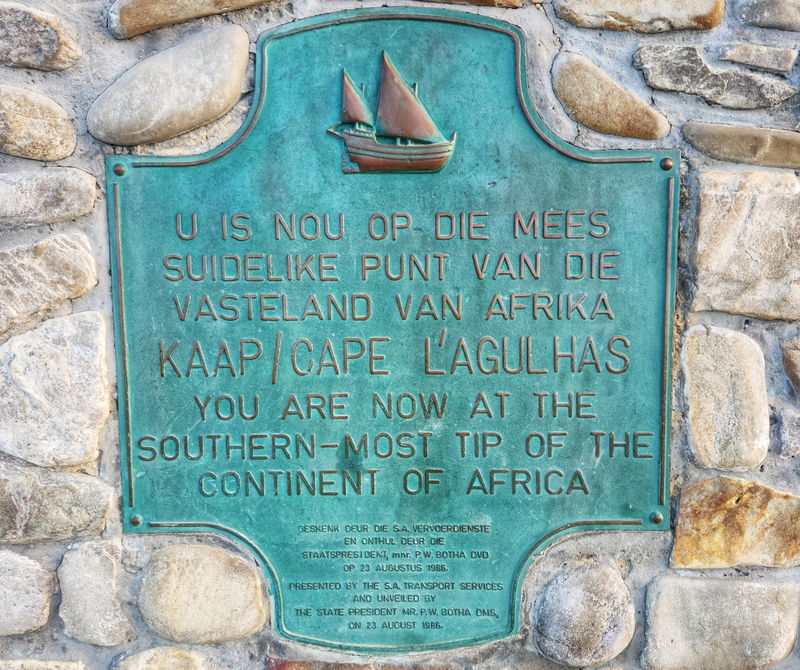 U IS NOU OP DIE MEES
SUIDELIKE PUNT VAN DIE
VASTELAND VAN AFRIKA
KAAP/CAPE L'AGULHAS
YOU ARE NOW AT THE
SOUTHERN-MOST TIP OF THE
CONTINENT OF AFRICA
GESKENK DEUR DIE S.A. VERVOERDIENSTE
EN ONTHUL DEUR DIE
STAATSPRESIDENT, mnr. P.W. BOTHA DVD
OP 23 AUGUSTUS 1986.
PRESENTED BY THE S.A. TRANSPORT SERVICES
AND UNVEILED BY
THE STATE PRESIDENT MR. P.W. BOTHA DMS,
ON 23 AUGUST 1986.